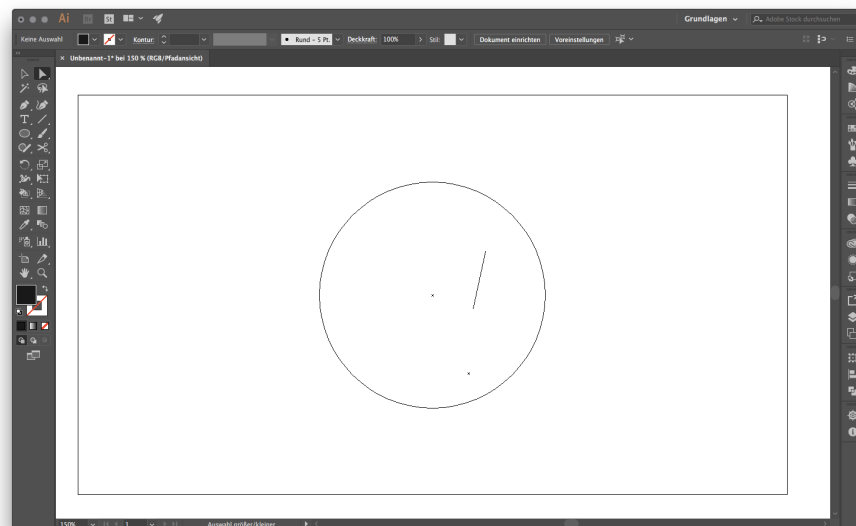 Ai Br St Grundlagen Adobe Stock durchsuchen
Keine Auswahl Kontur: Rund – 5 Pt. Deckkraft: 100% Stil: Dokument einrichten Voreinstellungen
× Unbenannt-1* bei 150 % (RGB/Pfadansicht)
150% 1 Auswahl größer/kleiner